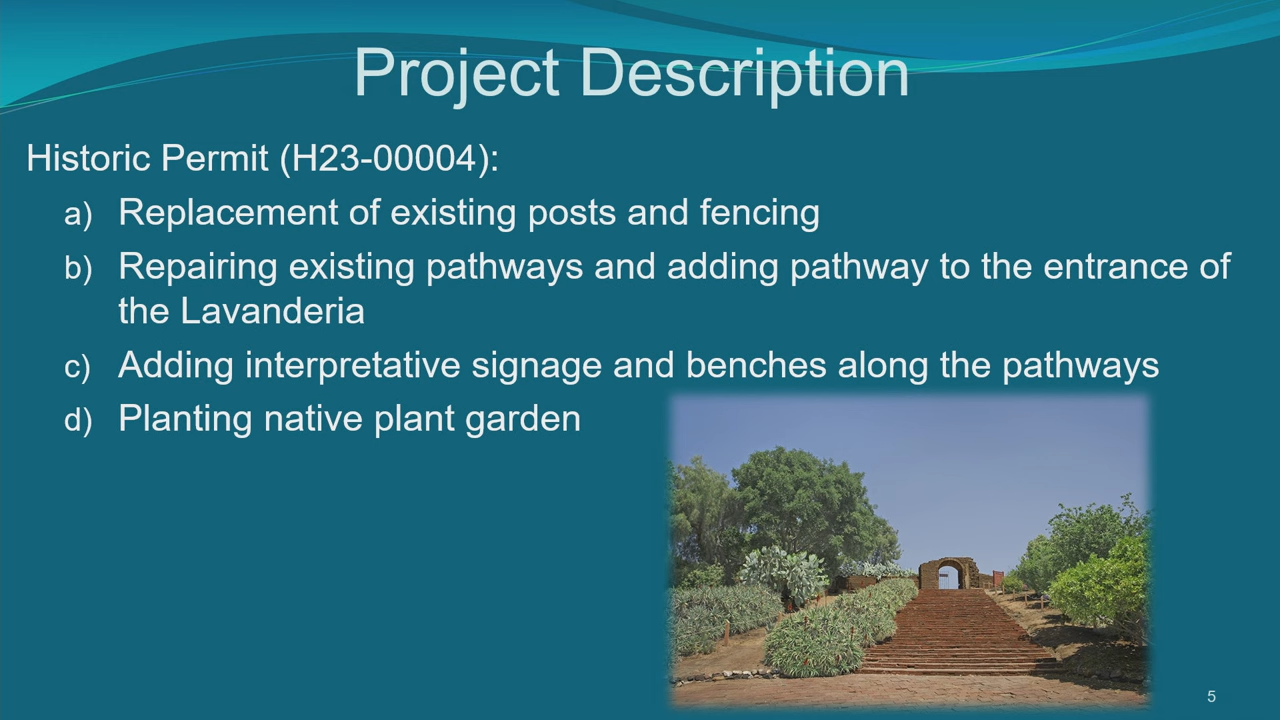 Project Description
Historic Permit (H23-00004):
a) Replacement of existing posts and fencing
b) Repairing existing pathways and adding pathway to the entrance of
the Lavanderia
c) Adding interpretative signage and benches along the pathways
d) Planting native plant garden
5